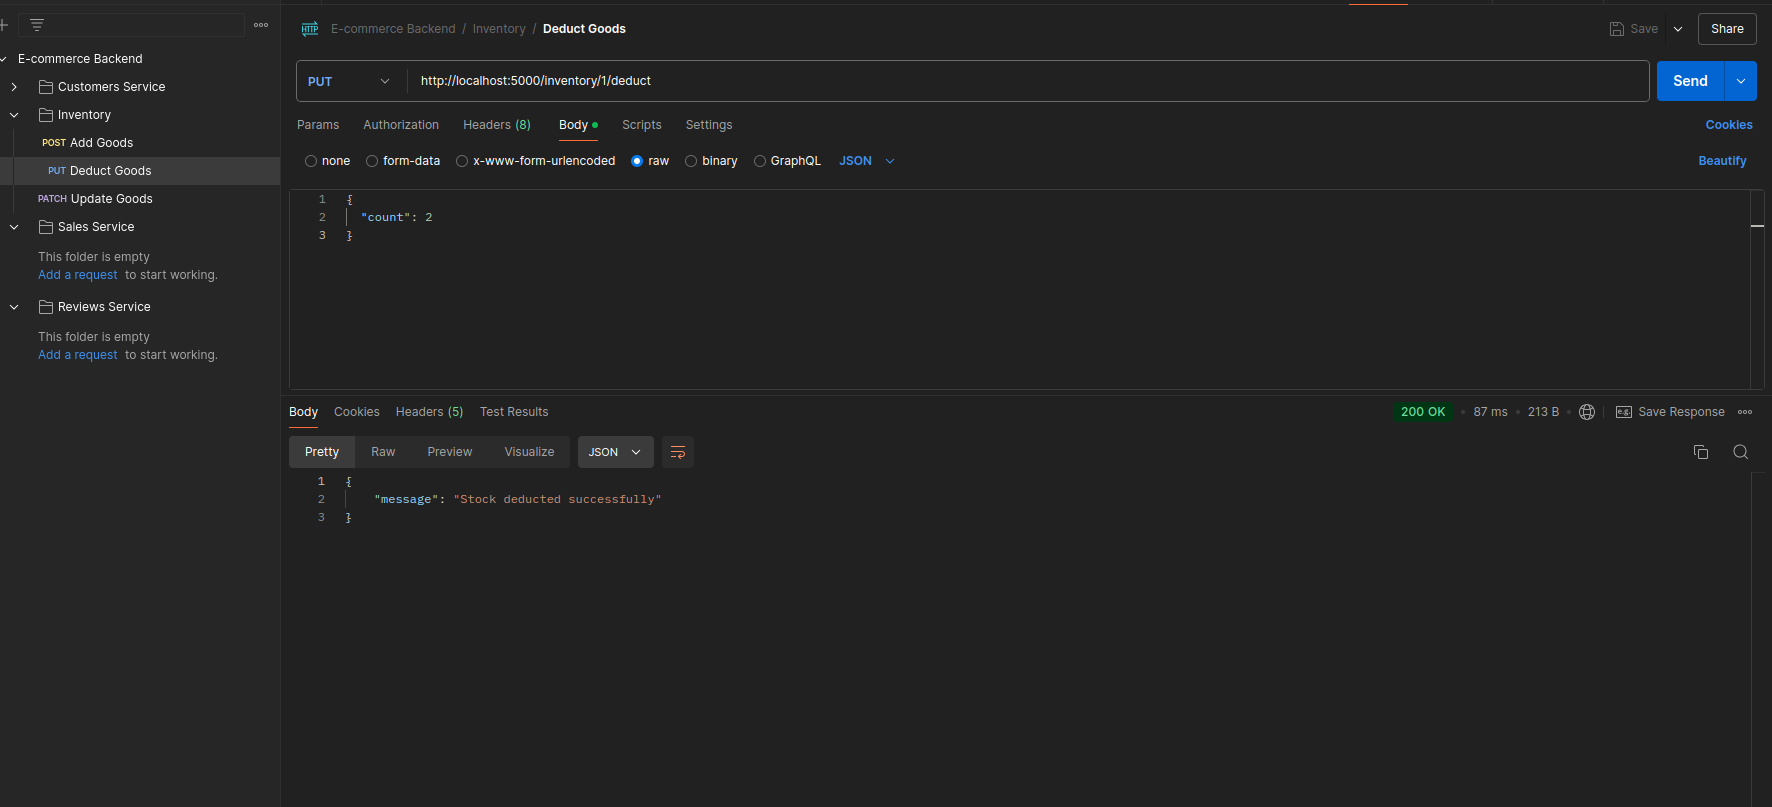 E-commerce Backend
Customers Service
Inventory
POST Add Goods
PUT Deduct Goods
PATCH Update Goods
Sales Service
This folder is empty
Add a request to start working.
Reviews Service
This folder is empty
Add a request to start working.
HTTP E-commerce Backend / Inventory / Deduct Goods
Save
Share
PUT http://localhost:5000/inventory/1/deduct
Send
Params Authorization Headers (8) Body Scripts Settings
Cookies
none form-data x-www-form-urlencoded raw binary GraphQL JSON
Beautify
1 {
2 "count": 2
3 }
Body Cookies Headers (5) Test Results
200 OK 87 ms 213 B e.g. Save Response
Pretty Raw Preview Visualize JSON
1 {
2 "message": "Stock deducted successfully"
3 }